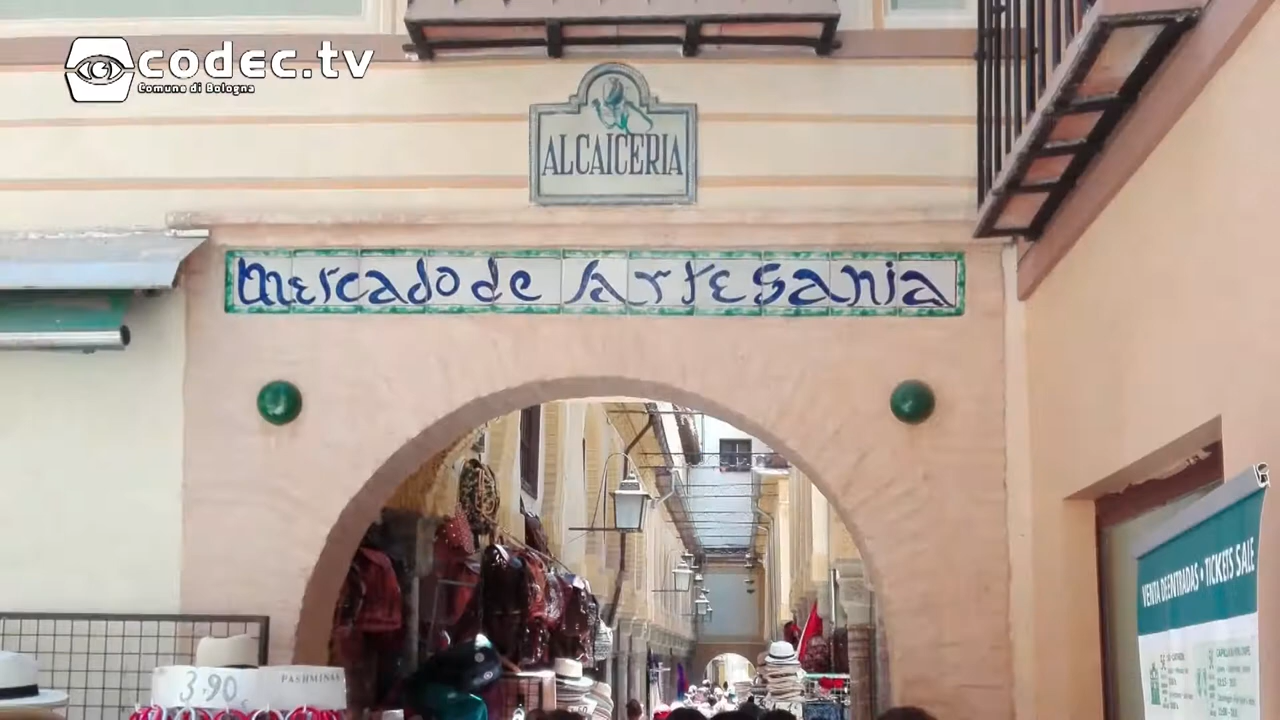 codec.tv
Comune di Bologna
ALCAICERIA
Mercado de Artesania
VENTA DE ENTRADAS • TICKETS SALE
3,90
PASHMINAS